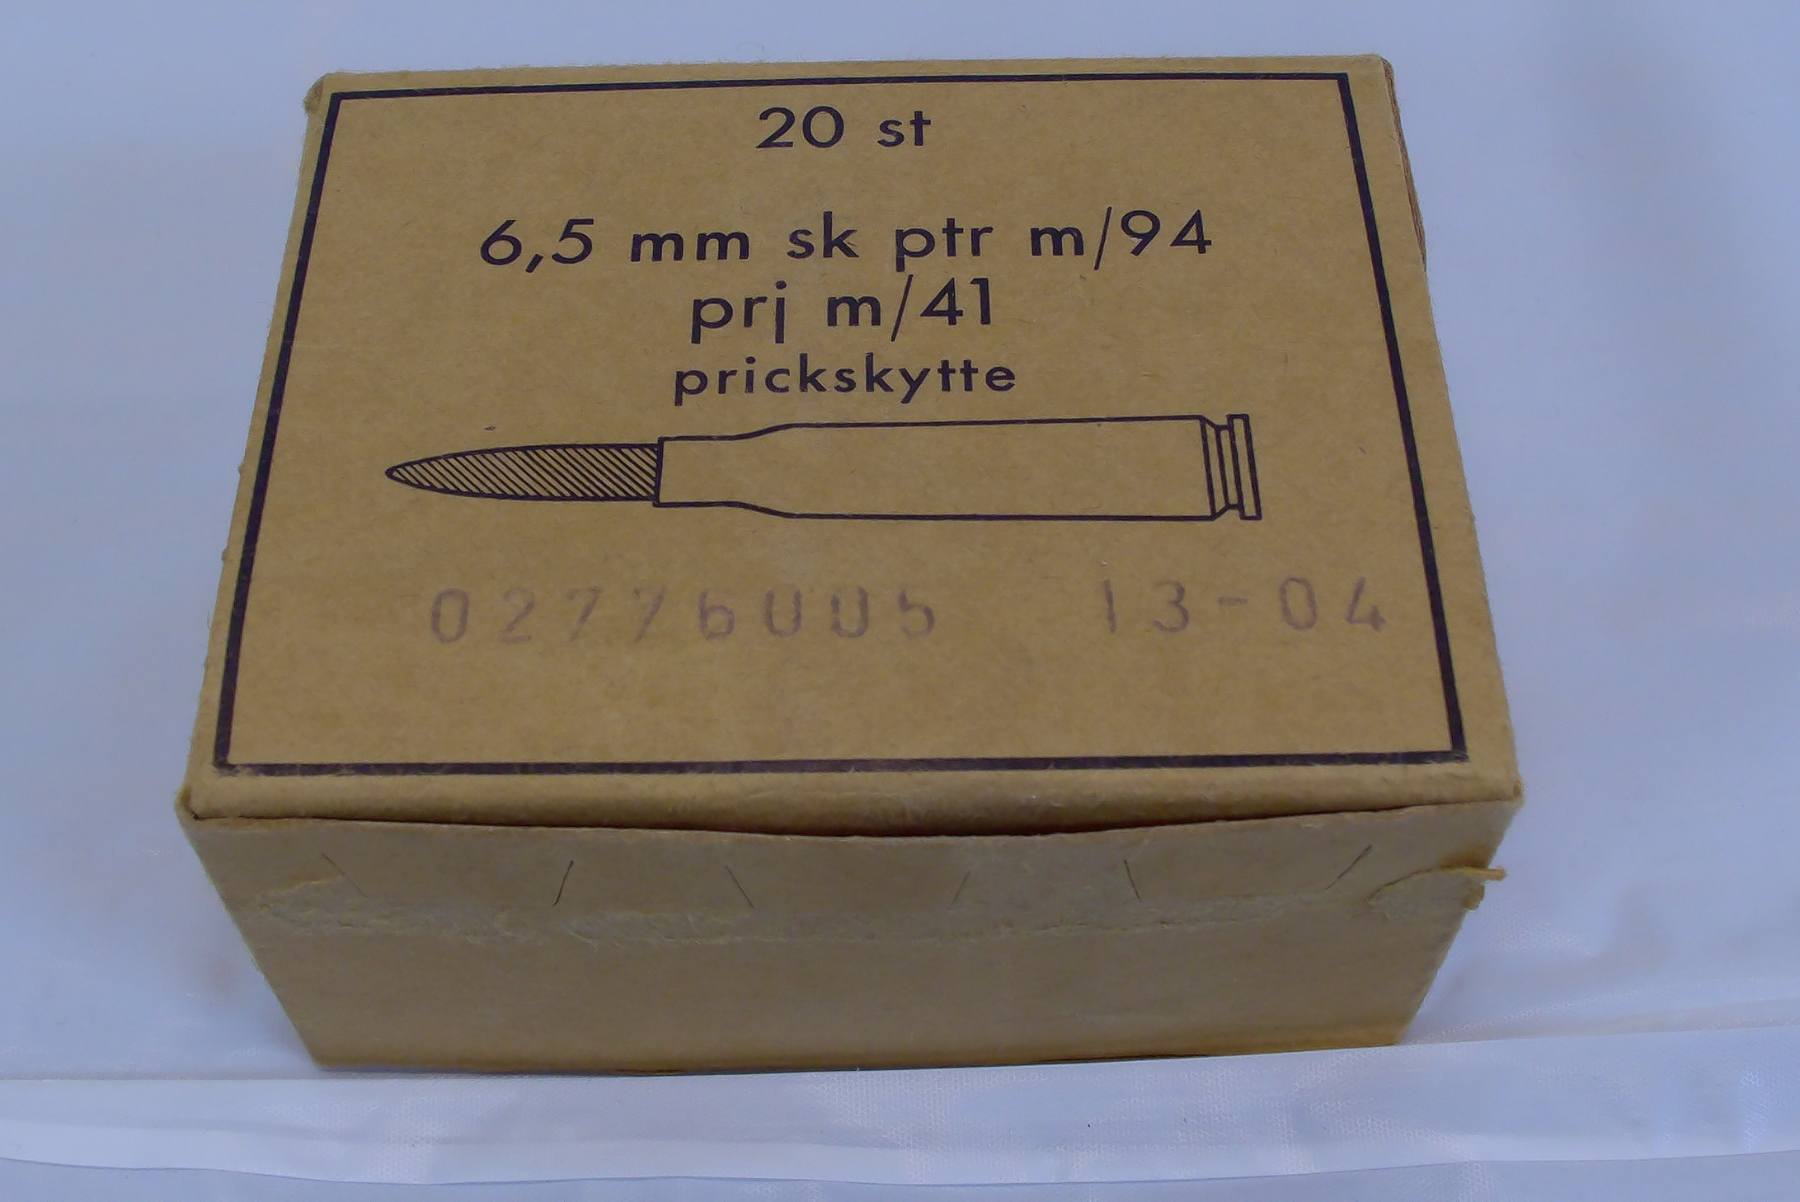 20 st
6,5 mm sk ptr m/94
prj m/41
prickskytte
02776005 13-04